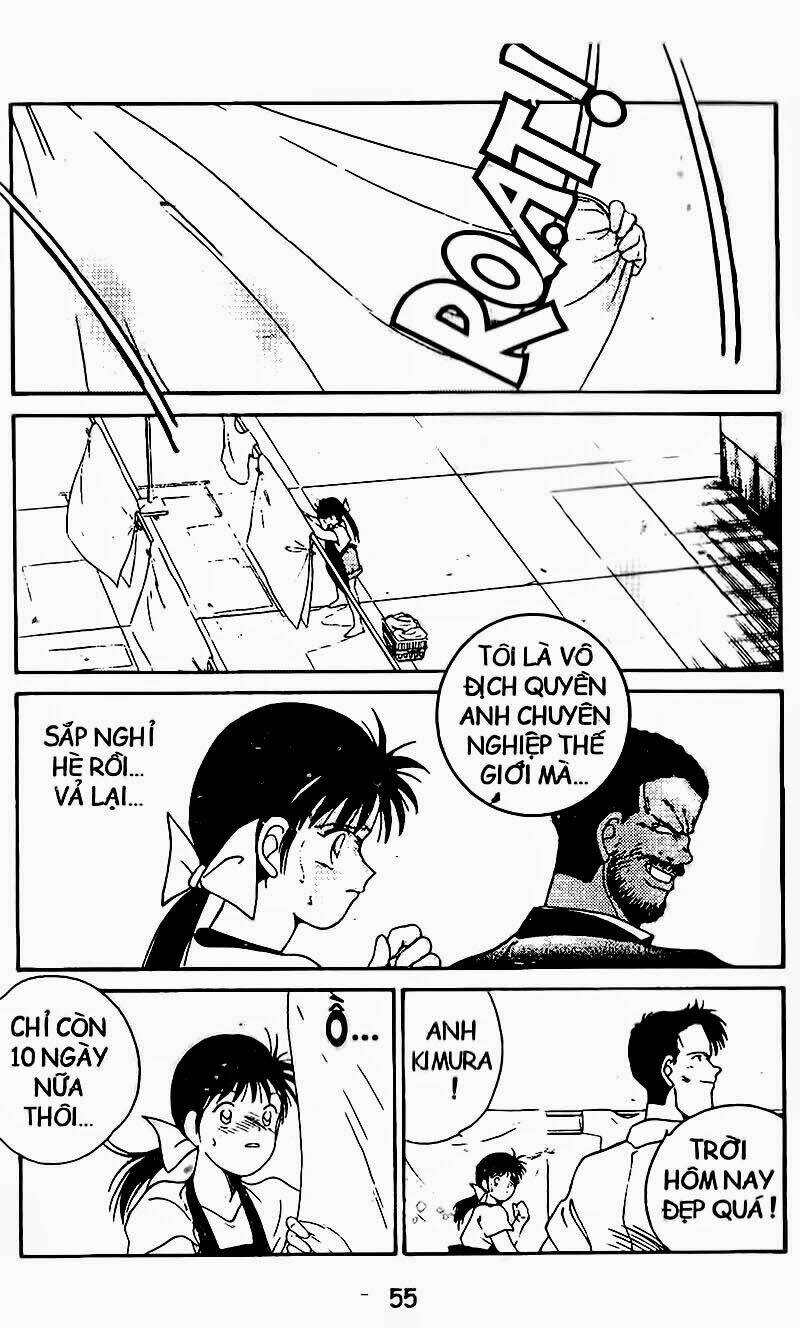 ROAT!
TÔI LÀ VÔ
ĐỊCH QUYỀN
ANH CHUYÊN
NGHIỆP THẾ
GIỚI MÀ...
SẮP NGHỈ
HÈ RỒI...
VẢ LẠI...
CHỈ CÒN
10 NGÀY
NỮA
THÔI...
Ồ...
ANH
KIMURA
!
TRỜI
HÔM NAY
ĐẸP QUÁ!
- 55